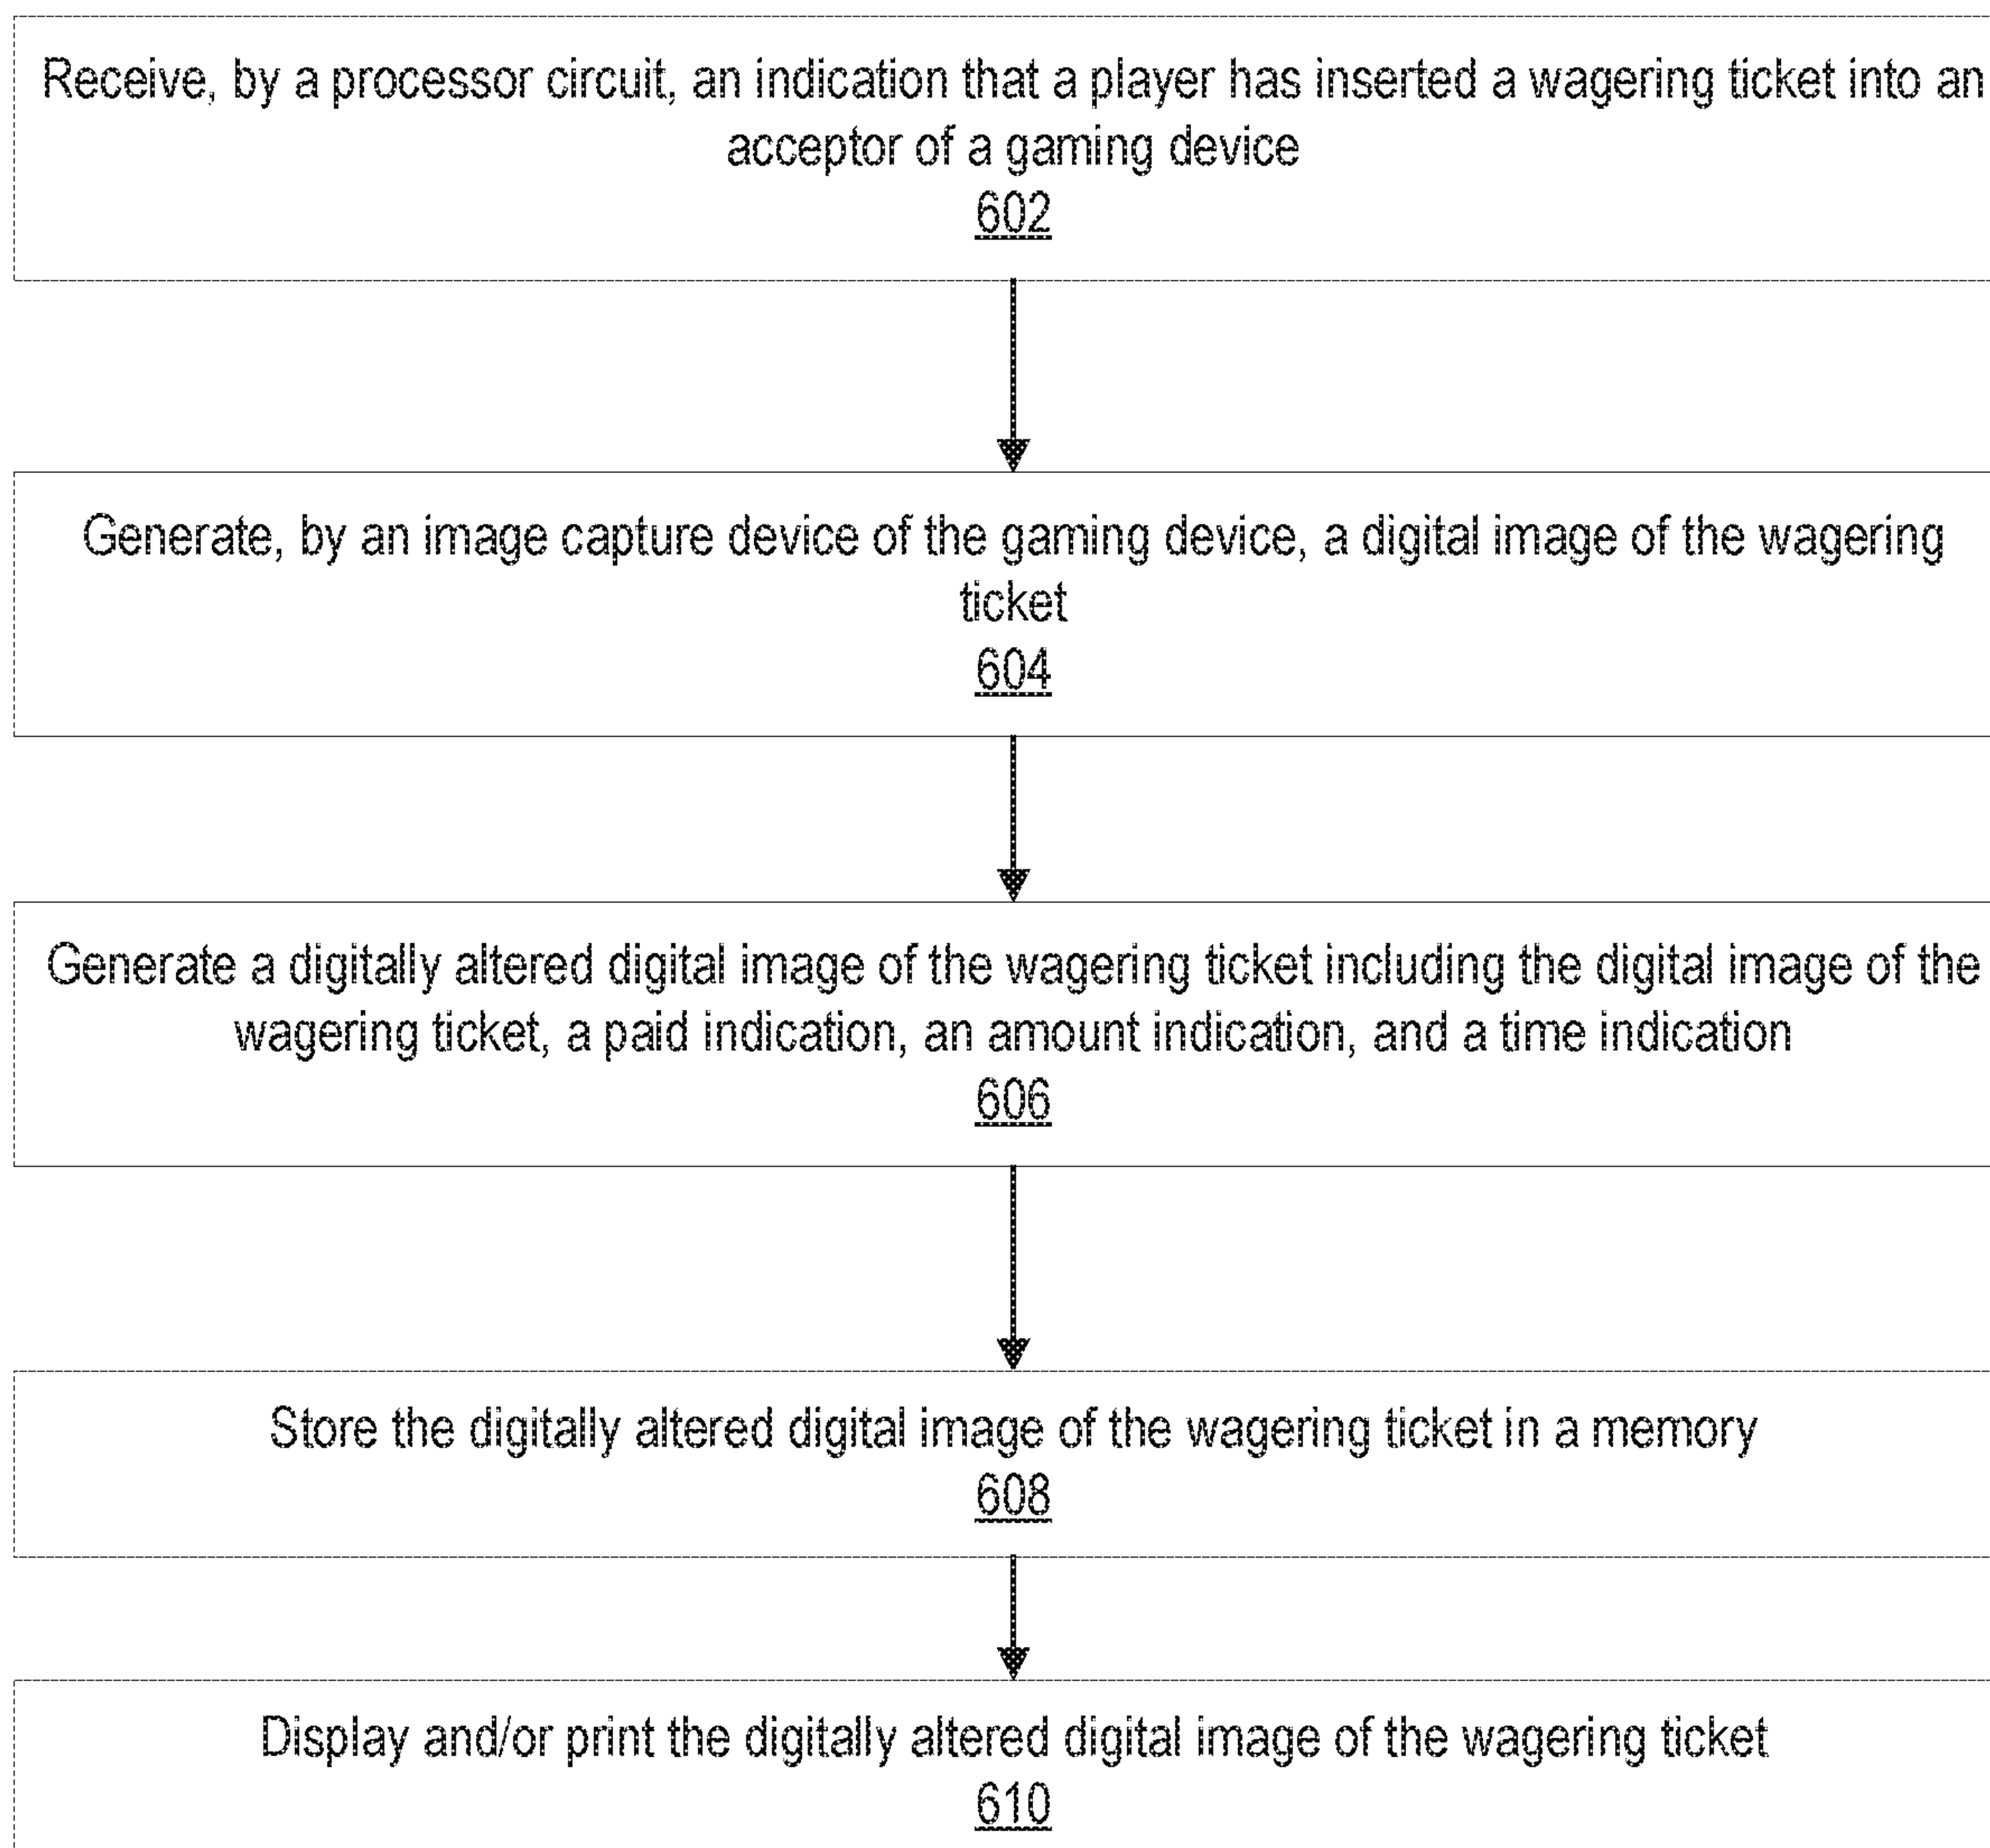 Receive, by a processor circuit, an indication that a player has inserted a wagering ticket into an
acceptor of a gaming device
602
Generate, by an image capture device of the gaming device, a digital image of the wagering
ticket
604
Generate a digitally altered digital image of the wagering ticket including the digital image of the
wagering ticket, a paid indication, an amount indication, and a time indication
606
Store the digitally altered digital image of the wagering ticket in a memory
608
Display and/or print the digitally altered digital image of the wagering ticket
610